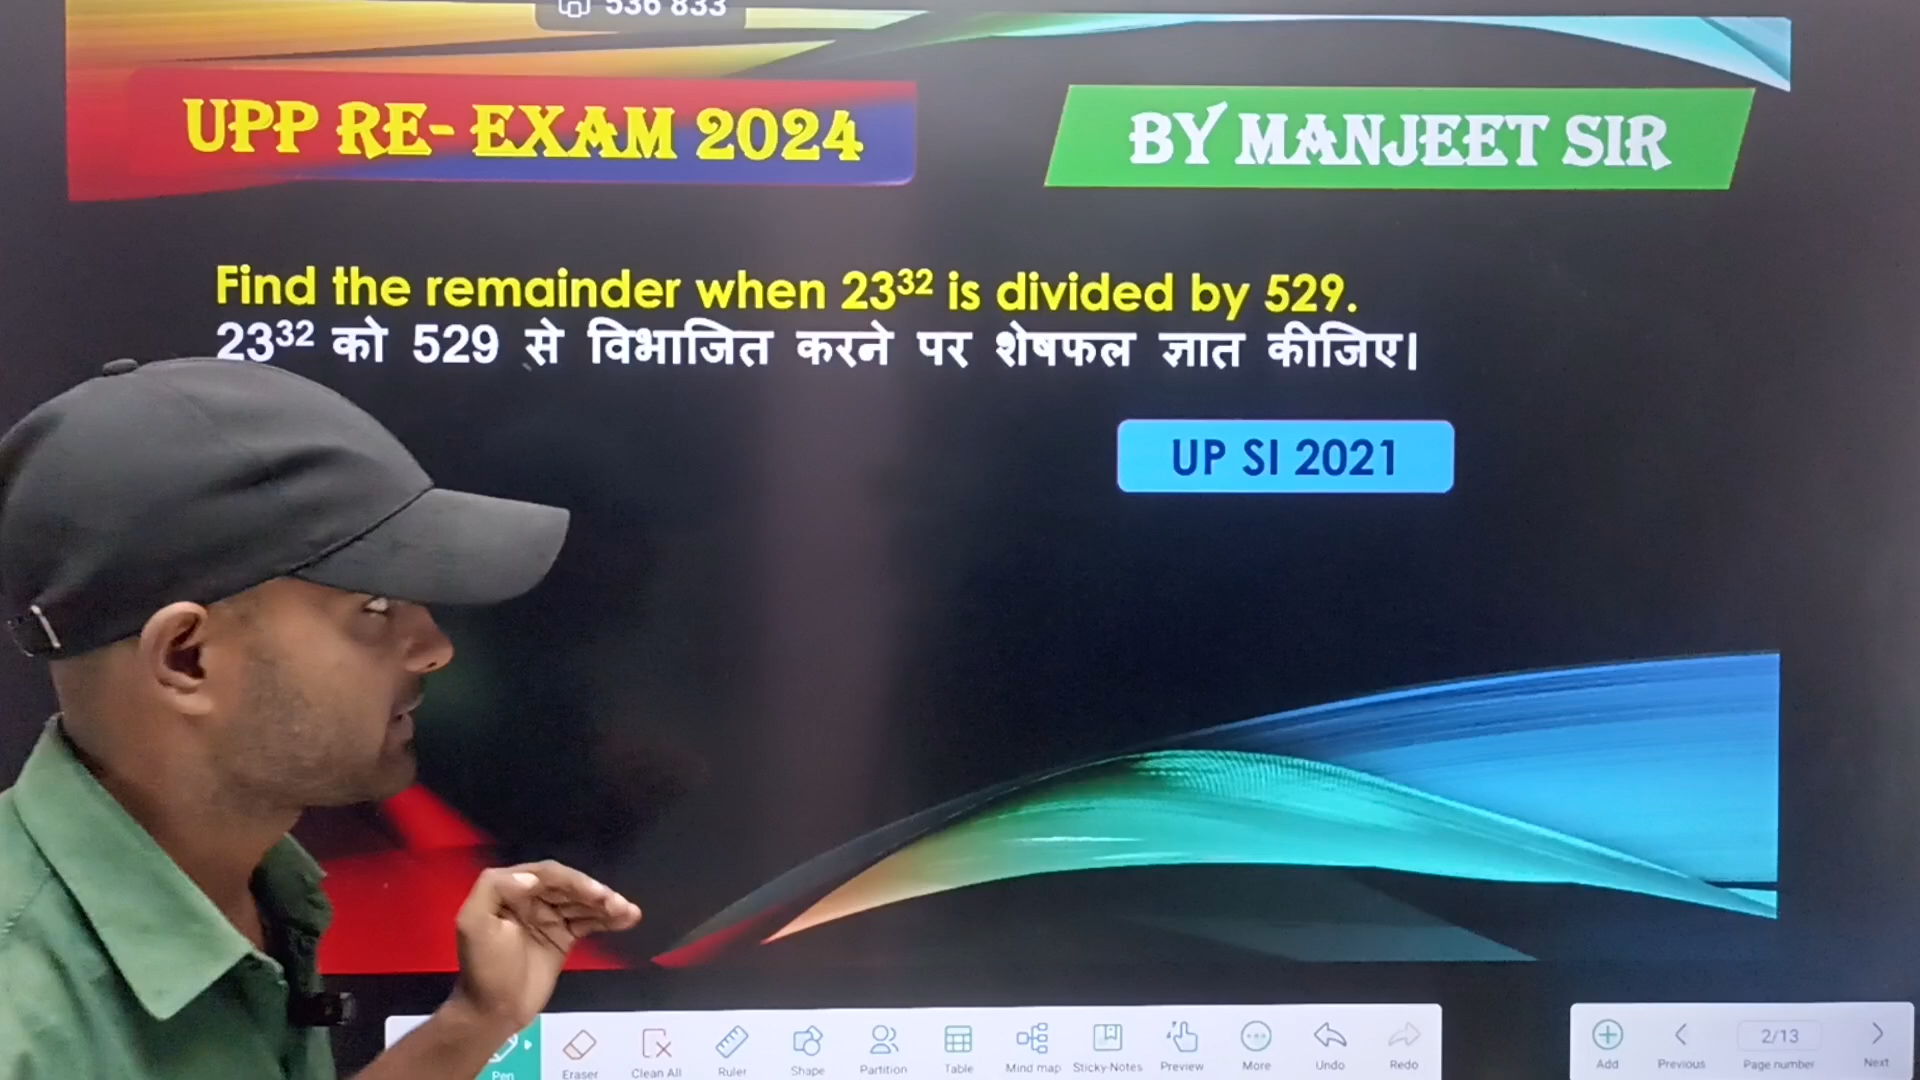 536 833
UPP RE- EXAM 2024
BY MANJEET SIR
Find the remainder when 23³² is divided by 529.
23³² को 529 से विभाजित करने पर शेषफल ज्ञात कीजिए।
UP SI 2021
Pen Eraser Clean All Ruler Shape Partition Table Mind map Sticky-Notes Preview More Undo Redo
Add Previous 2/13 Page number Next